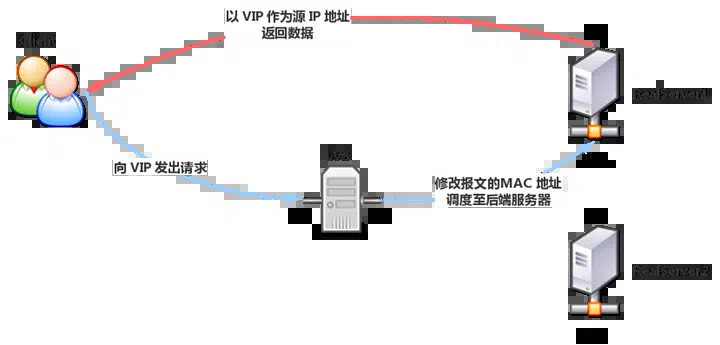 以 VIP 作为源 IP 地址
返回数据
realserver1
向 VIP 发出请求
修改报文的MAC 地址
调度至后端服务器
realserver2